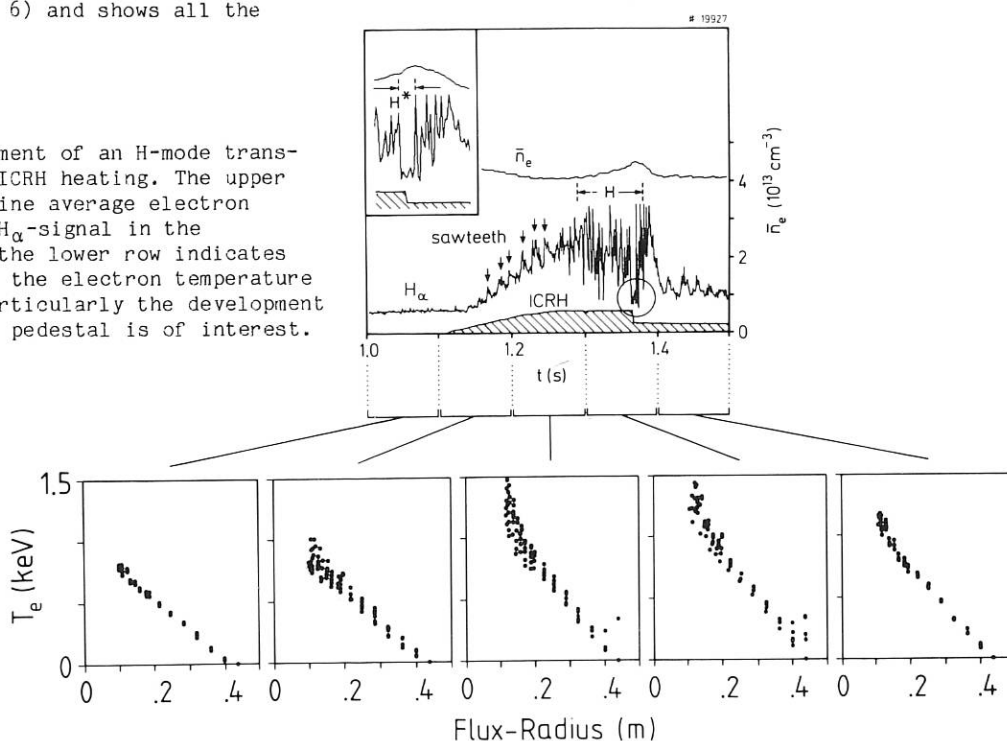 6) and shows all the
ment of an H-mode trans-
ICRH heating. The upper
ine average electron
Hα-signal in the
the lower row indicates
the electron temperature
rticularly the development
pedestal is of interest.
# 19927
H *
n̄e
H
sawteeth
Hα
ICRH
4
2
0
n̄e (10¹³ cm⁻³)
1.0 1.2 1.4
t (s)
1.5
0
Te (keV)
0 .2 .4 0 .2 .4 0 .2 .4 0 .2 .4 0 .2 .4
Flux-Radius (m)